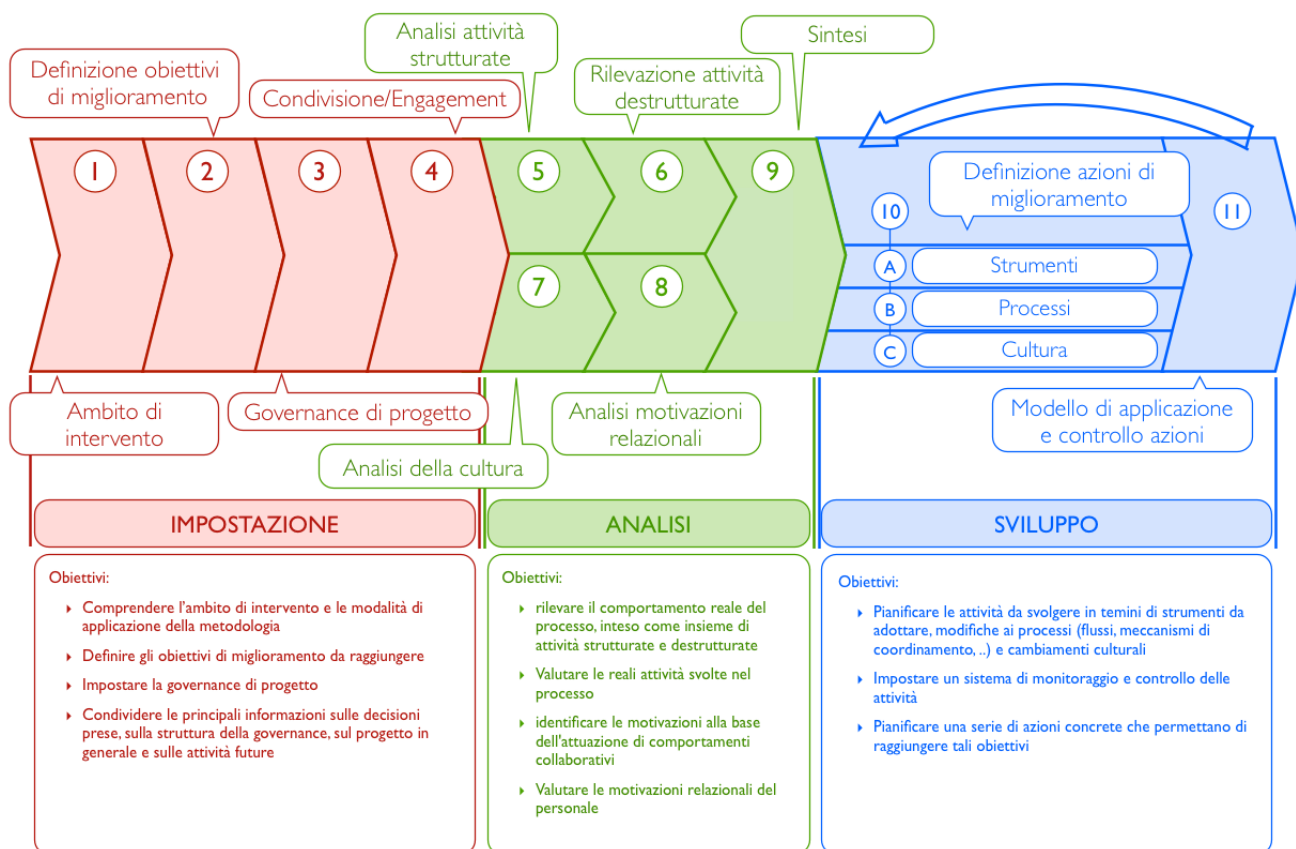 Analisi attività
strutturate
Sintesi
Definizione obiettivi
di miglioramento
Condivisione/Engagement
Rilevazione attività
destrutturate
1
2
3
4
5
6
9
7
8
10
Definizione azioni di
miglioramento
11
A
Strumenti
B
Processi
C
Cultura
Ambito di
intervento
Governance di progetto
Analisi della cultura
Analisi motivazioni
relazionali
Modello di applicazione
e controllo azioni
IMPOSTAZIONE
Obiettivi:
Comprendere l'ambito di intervento e le modalità di
applicazione della metodologia
Definire gli obiettivi di miglioramento da raggiungere
Impostare la governance di progetto
Condividere le principali informazioni sulle decisioni
prese, sulla struttura della governance, sul progetto in
generale e sulle attività future
ANALISI
Obiettivi:
rilevare il comportamento reale del
processo, inteso come insieme di
attività strutturate e destrutturate
Valutare le reali attività svolte nel
processo
identificare le motivazioni alla base
dell'attuazione di comportamenti
collaborativi
Valutare le motivazioni relazionali del
personale
SVILUPPO
Obiettivi:
Pianificare le attività da svolgere in temini di strumenti da
adottare, modifiche ai processi (flussi, meccanismi di
coordinamento, ..) e cambiamenti culturali
Impostare un sistema di monitoraggio e controllo delle
attività
Pianificare una serie di azioni concrete che permettano di
raggiungere tali obiettivi